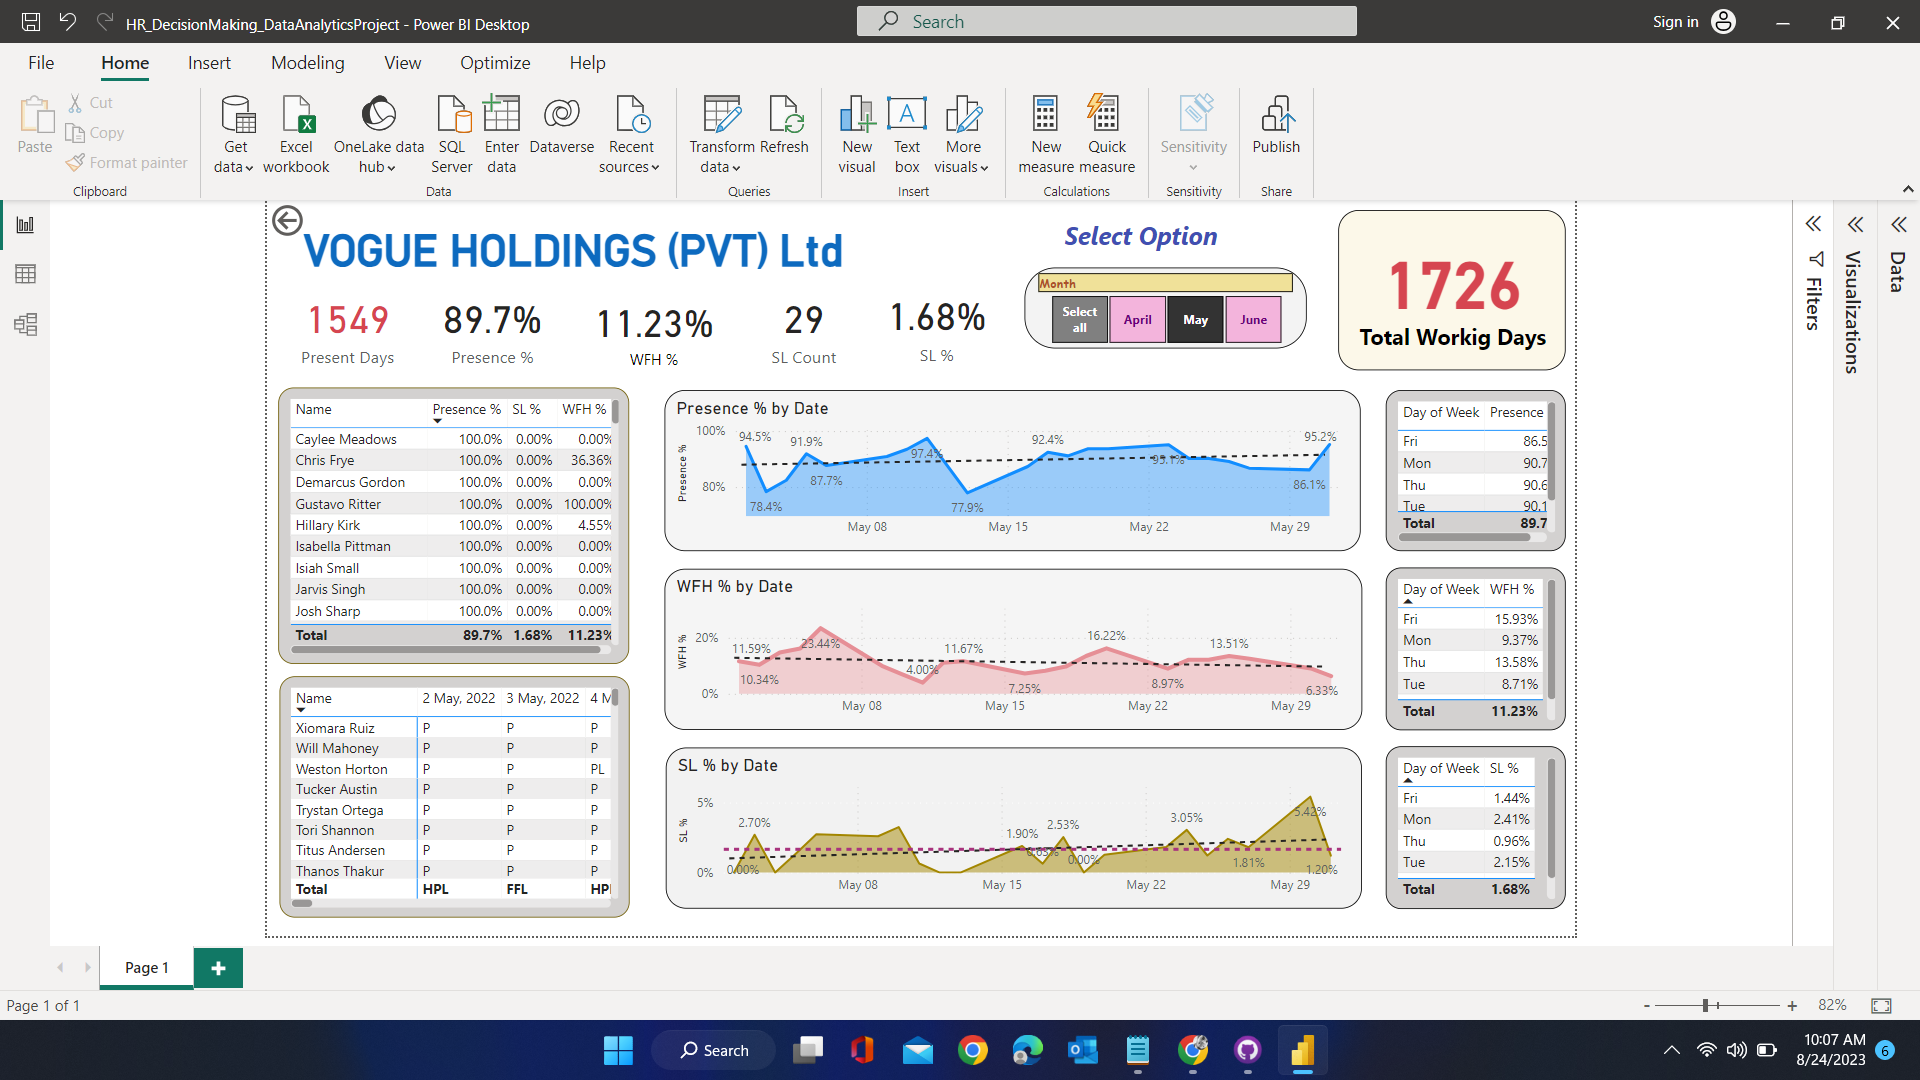 HR_DecisionMaking_DataAnalyticsProject - Power BI Desktop
Search
Sign in
File Home Insert Modeling View Optimize Help
Paste
Cut
Copy
Format painter
Clipboard
Get data
Excel workbook
OneLake data hub
SQL Server
Enter data
Dataverse
Recent sources
Data
Transform data
Refresh
Queries
New visual
Text box
More visuals
Insert
New measure
Quick measure
Calculations
Sensitivity
Sensitivity
Publish
Share
VOGUE HOLDINGS (PVT) Ltd
Select Option
Month
Select all
April
May
June
1726
Total Workig Days
1549
Present Days
89.7%
Presence %
11.23%
WFH %
29
SL Count
1.68%
SL %
Filters
Visualizations
Data
Name Presence % SL % WFH %
Caylee Meadows 100.0% 0.00% 0.00%
Chris Frye 100.0% 0.00% 36.36%
Demarcus Gordon 100.0% 0.00% 0.00%
Gustavo Ritter 100.0% 0.00% 100.00%
Hillary Kirk 100.0% 0.00% 4.55%
Isabella Pittman 100.0% 0.00% 0.00%
Isiah Small 100.0% 0.00% 0.00%
Jarvis Singh 100.0% 0.00% 0.00%
Josh Sharp 100.0% 0.00% 0.00%
Total 89.7% 1.68% 11.23%
Name 2 May, 2022 3 May, 2022 4 M
Xiomara Ruiz P P P
Will Mahoney P P P
Weston Horton P P PL
Tucker Austin P P P
Trystan Ortega P P P
Tori Shannon P P P
Titus Andersen P P P
Thanos Thakur P P P
Total HPL FFL HPL
Presence % by Date
Presence %
100%
80%
94.5%
78.4%
91.9%
87.7%
97.4%
77.9%
92.4%
95.1%
86.1%
95.2%
May 08 May 15 May 22 May 29
WFH % by Date
WFH %
20%
0%
11.59%
10.34%
23.44%
4.00%
11.67%
7.25%
16.22%
8.97%
13.51%
6.33%
May 08 May 15 May 22 May 29
SL % by Date
SL %
5%
0%
0.00%
2.70%
1.90%
2.53%
0.00%
3.05%
1.81%
5.42%
1.20%
May 08 May 15 May 22 May 29
Day of Week Presence
Fri 86.5
Mon 90.7
Thu 90.6
Tue 90.1
Total 89.7
Day of Week WFH %
Fri 15.93%
Mon 9.37%
Thu 13.58%
Tue 8.71%
Total 11.23%
Day of Week SL %
Fri 1.44%
Mon 2.41%
Thu 0.96%
Tue 2.15%
Total 1.68%
Page 1
Page 1 of 1
82%
Search
10:07 AM
8/24/2023
6